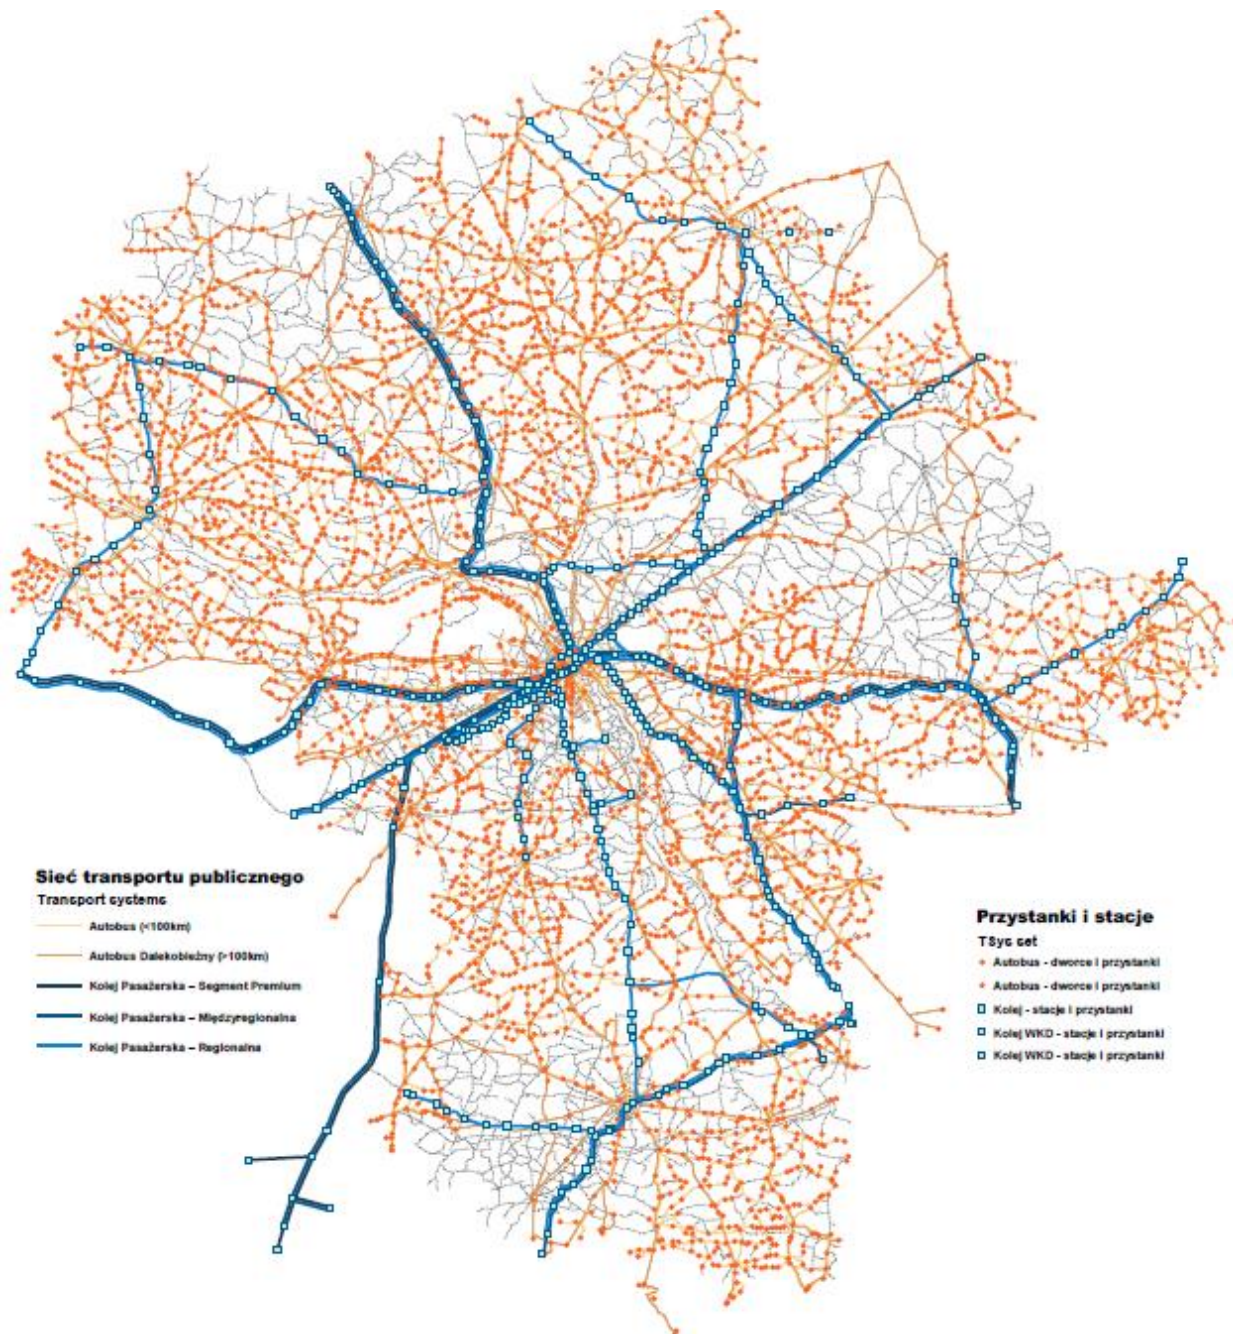 Sieć transportu publicznego
Transport systems
Autobus (<100km)
Autobus Dalekobieżny (>100km)
Kolej Pasażerska – Segment Premium
Kolej Pasażerska – Międzyregionalna
Kolej Pasażerska – Regionalna
Przystanki i stacje
TSys set
Autobus - dworce i przystanki
Autobus - dworce i przystanki
Kolej - stacje i przystanki
Kolej WKD - stacje i przystanki
Kolej WKD - stacje i przystanki